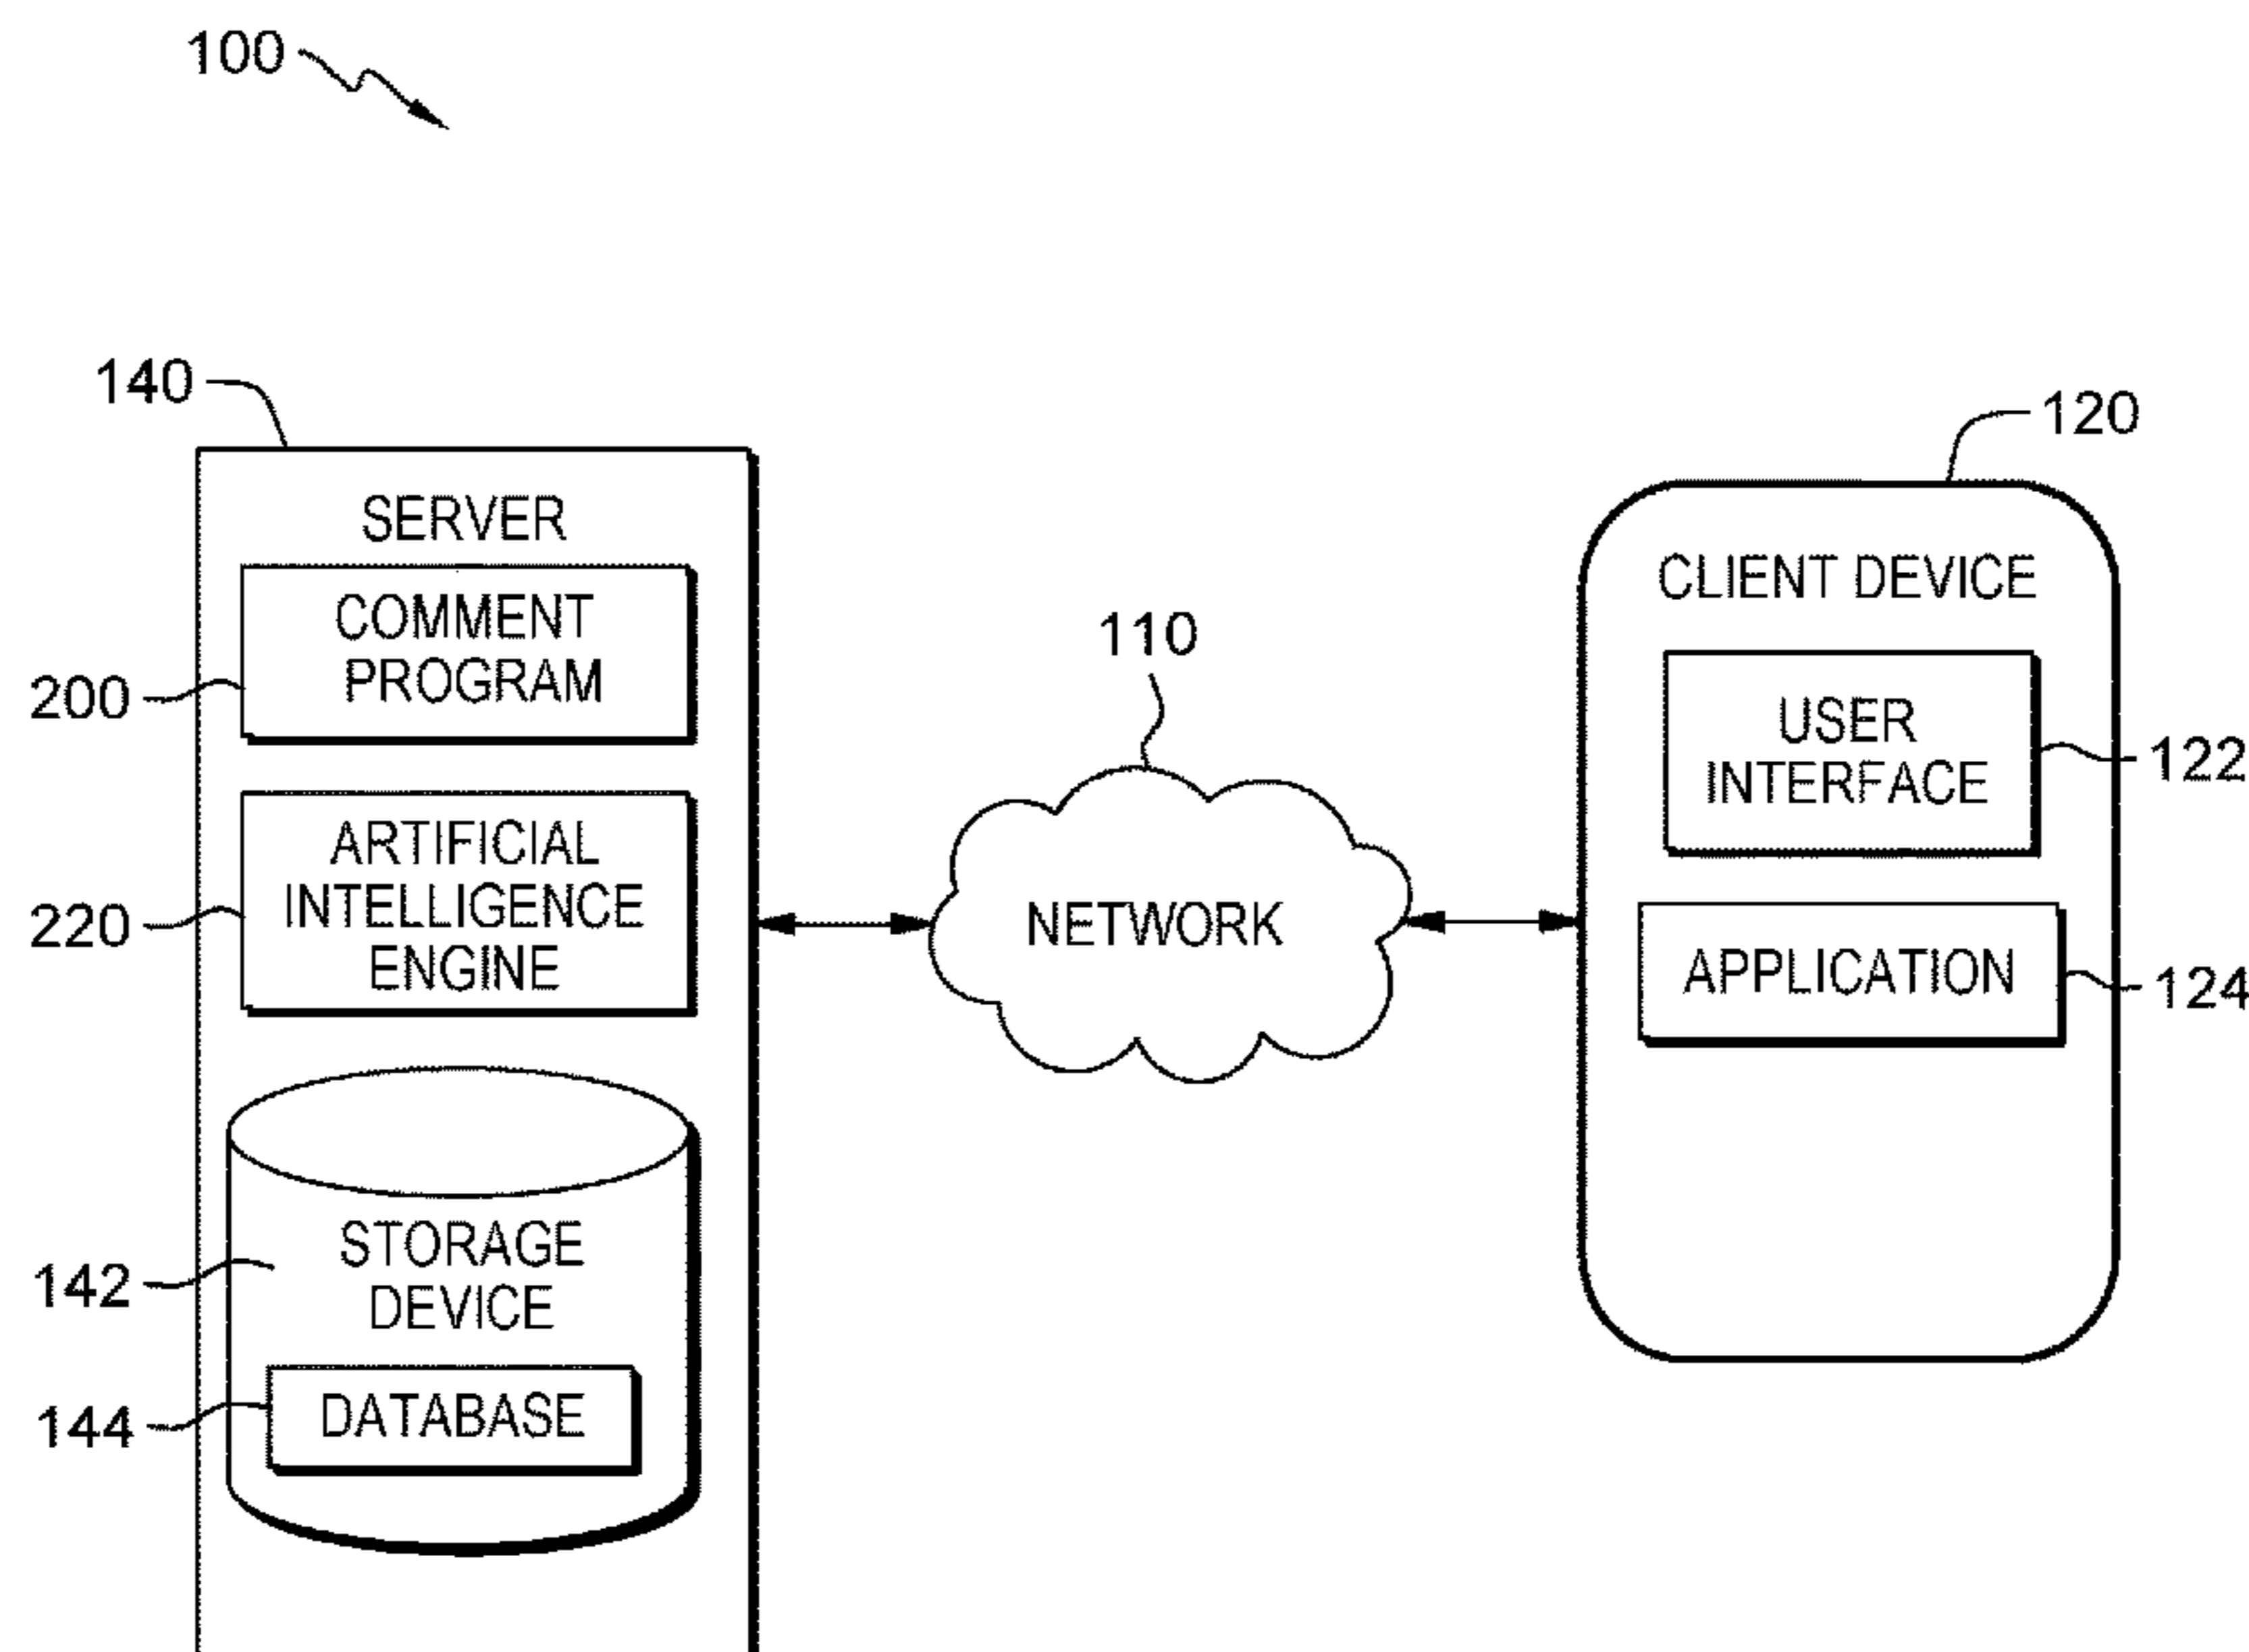 100
140
SERVER
COMMENT
PROGRAM
200
ARTIFICIAL
INTELLIGENCE
ENGINE
220
STORAGE
DEVICE
142
DATABASE
144
110
NETWORK
120
CLIENT DEVICE
USER
INTERFACE
122
APPLICATION
124